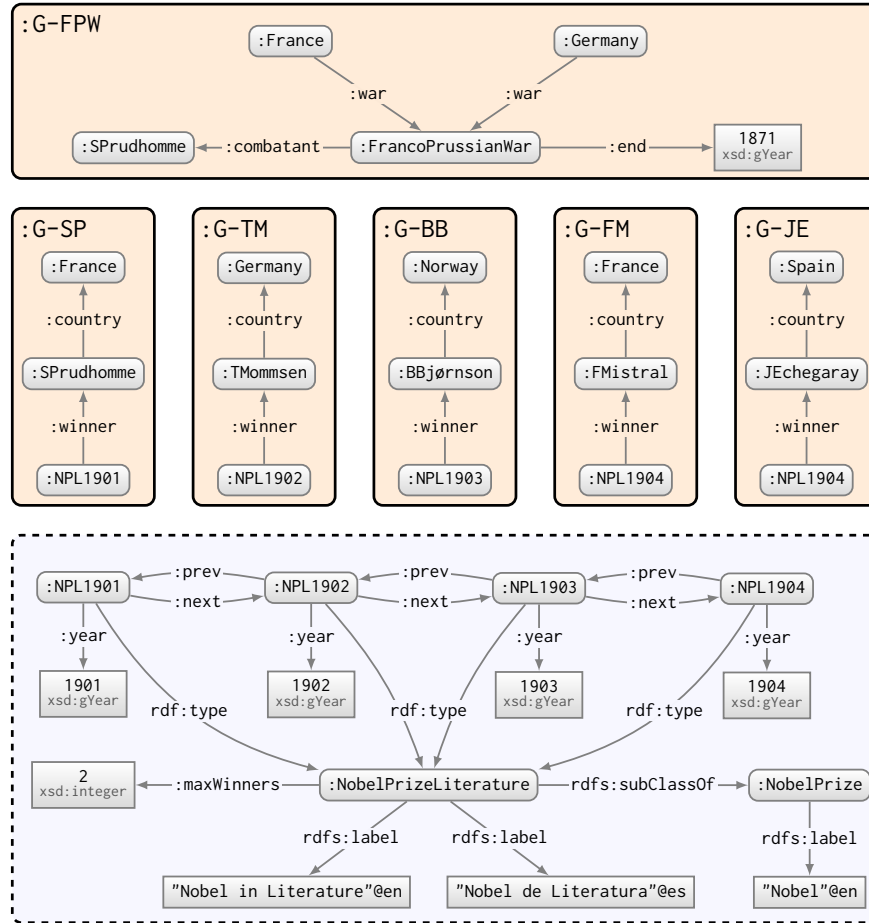 :G-FPW
:France :Germany
:war :war
:SPrudhomme :combatant :FrancoPrussianWar :end 1871
xsd:gYear
:G-SP :G-TM :G-BB :G-FM :G-JE
:France :Germany :Norway :France :Spain
:country :country :country :country :country
:SPrudhomme :TMommsen :BBjørnson :FMistral :JEchegaray
:winner :winner :winner :winner :winner
:NPL1901 :NPL1902 :NPL1903 :NPL1904 :NPL1904
:prev :prev :prev
:NPL1901 :NPL1902 :NPL1903 :NPL1904
:next :next :next
:year :year :year :year
1901 1902 1903 1904
xsd:gYear xsd:gYear xsd:gYear xsd:gYear
rdf:type rdf:type rdf:type
2
xsd:integer
:maxWinners :NobelPrizeLiterature rdfs:subClassOf :NobelPrize
rdfs:label rdfs:label rdfs:label
"Nobel in Literature"@en "Nobel de Literatura"@es "Nobel"@en